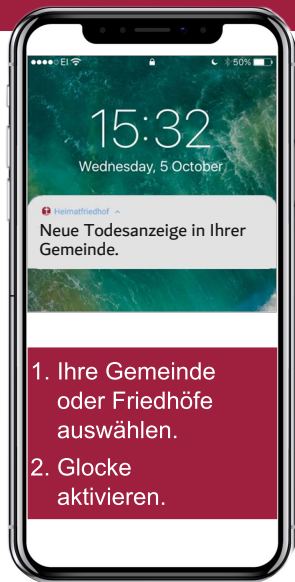 EI 50%
15:32
Wednesday, 5 October
Heimatfriedhof
Neue Todesanzeige in Ihrer
Gemeinde.
1. Ihre Gemeinde
oder Friedhöfe
auswählen.
2. Glocke
aktivieren.